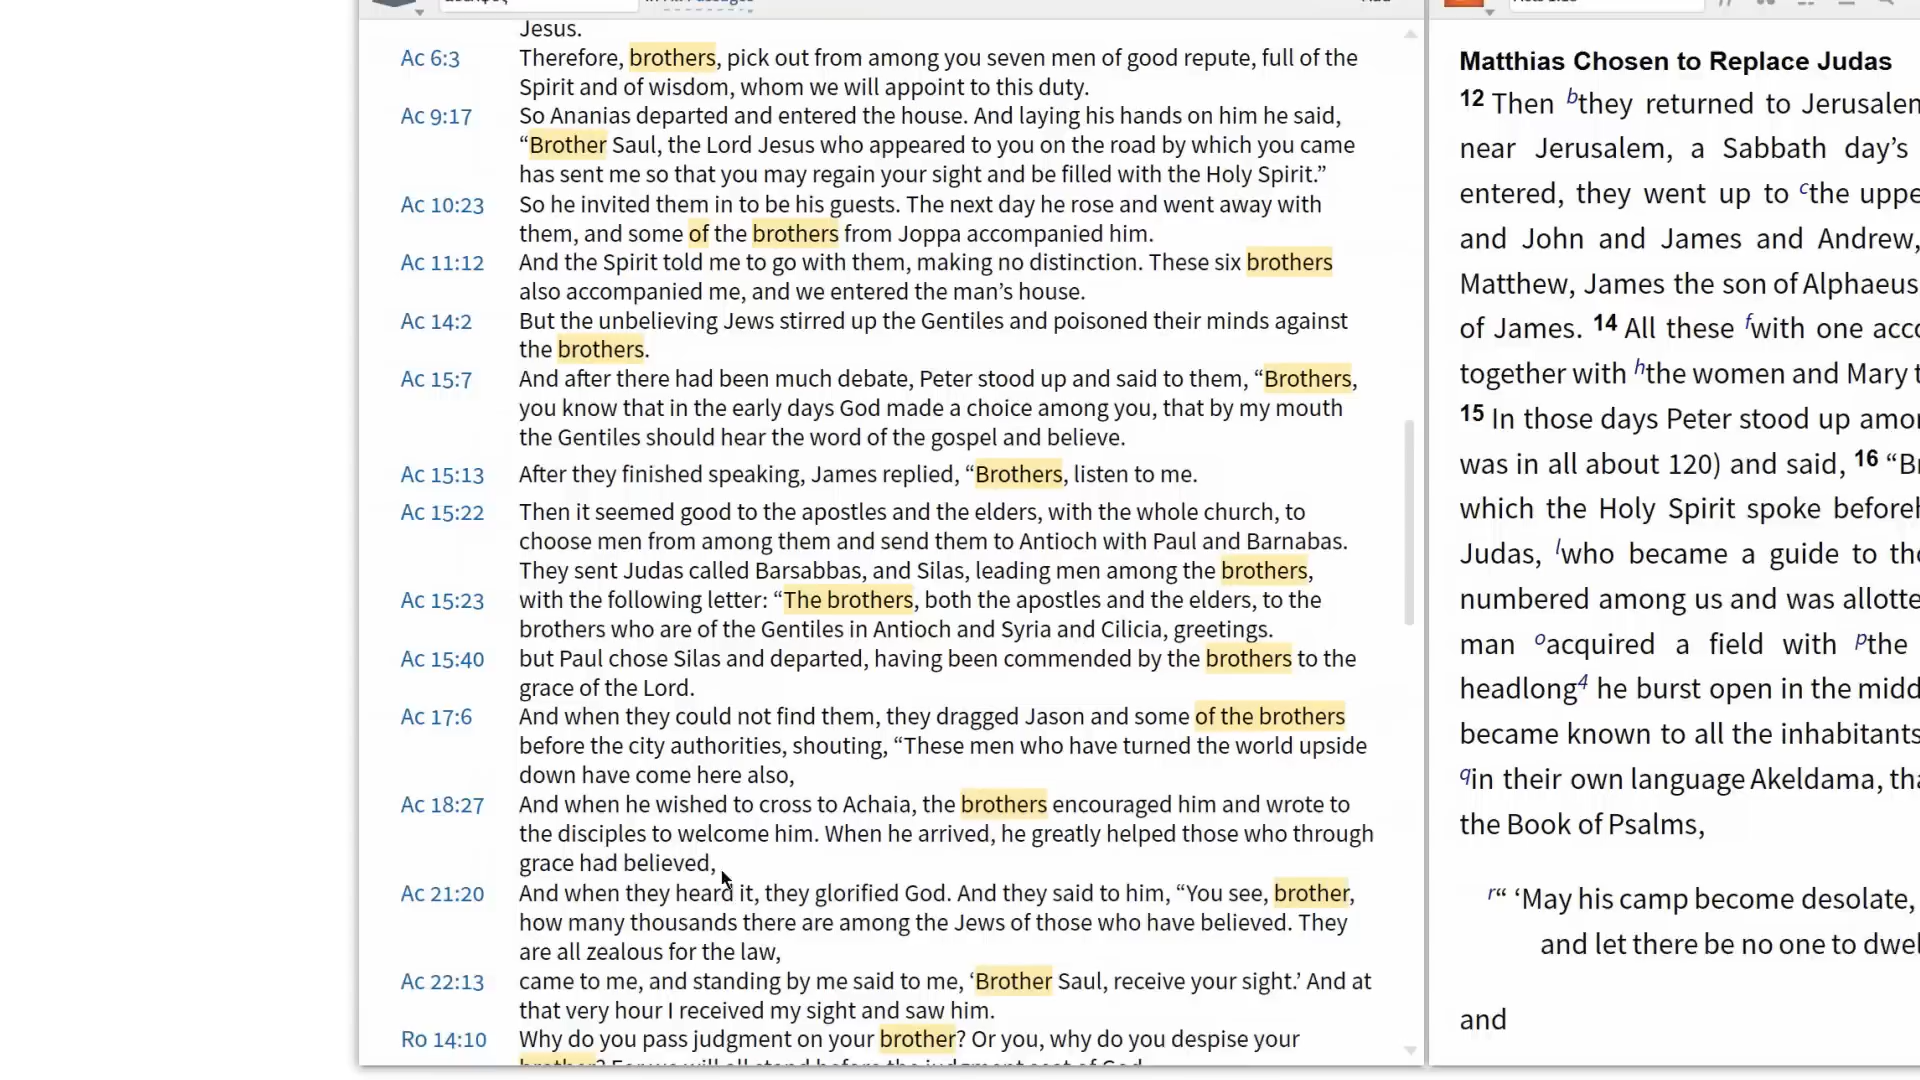 Jesus.
Ac 6:3 Therefore, brothers, pick out from among you seven men of good repute, full of the
Spirit and of wisdom, whom we will appoint to this duty.
Ac 9:17 So Ananias departed and entered the house. And laying his hands on him he said,
“Brother Saul, the Lord Jesus who appeared to you on the road by which you came
has sent me so that you may regain your sight and be filled with the Holy Spirit.”
Ac 10:23 So he invited them in to be his guests. The next day he rose and went away with
them, and some of the brothers from Joppa accompanied him.
Ac 11:12 And the Spirit told me to go with them, making no distinction. These six brothers
also accompanied me, and we entered the man’s house.
Ac 14:2 But the unbelieving Jews stirred up the Gentiles and poisoned their minds against
the brothers.
Ac 15:7 And after there had been much debate, Peter stood up and said to them, “Brothers,
you know that in the early days God made a choice among you, that by my mouth
the Gentiles should hear the word of the gospel and believe.
Ac 15:13 After they finished speaking, James replied, “Brothers, listen to me.
Ac 15:22 Then it seemed good to the apostles and the elders, with the whole church, to
choose men from among them and send them to Antioch with Paul and Barnabas.
They sent Judas called Barsabbas, and Silas, leading men among the brothers,
Ac 15:23 with the following letter: “The brothers, both the apostles and the elders, to the
brothers who are of the Gentiles in Antioch and Syria and Cilicia, greetings.
Ac 15:40 but Paul chose Silas and departed, having been commended by the brothers to the
grace of the Lord.
Ac 17:6 And when they could not find them, they dragged Jason and some of the brothers
before the city authorities, shouting, “These men who have turned the world upside
down have come here also,
Ac 18:27 And when he wished to cross to Achaia, the brothers encouraged him and wrote to
the disciples to welcome him. When he arrived, he greatly helped those who through
grace had believed,
Ac 21:20 And when they heard it, they glorified God. And they said to him, “You see, brother,
how many thousands there are among the Jews of those who have believed. They
are all zealous for the law,
Ac 22:13 came to me, and standing by me said to me, ‘Brother Saul, receive your sight.’ And at
that very hour I received my sight and saw him.
Ro 14:10 Why do you pass judgment on your brother? Or you, why do you despise your
Matthias Chosen to Replace Judas
12 Then b they returned to
near Jerusalem, a Sabbath day’s
entered, they went up to c the
and John and James and Andrew,
Matthew, James the son of Alphaeus
of James. 14 All these f with one
together with h the women and Mary
15 In those days Peter stood up
was in all about 120) and said, 16 “
which the Holy Spirit spoke
Judas, l who became a guide to
numbered among us and was
man o acquired a field with p the
headlong4 he burst open in the
became known to all the inhabitants
q in their own language Akeldama,
the Book of Psalms,
r “ ‘May his camp become desolate,
and let there be no one to
and